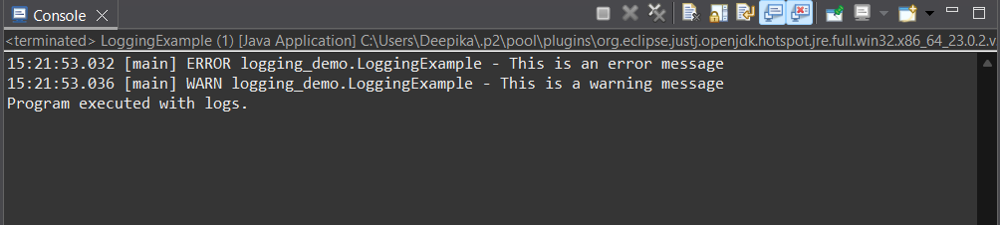 Console
<terminated> LoggingExample (1) [Java Application] C:\Users\Deepika\.p2\pool\plugins\org.eclipse.justj.openjdk.hotspot.jre.full.win32.x86_64_23.0.2.v
15:21:53.032 [main] ERROR logging_demo.LoggingExample - This is an error message
15:21:53.036 [main] WARN logging_demo.LoggingExample - This is a warning message
Program executed with logs.